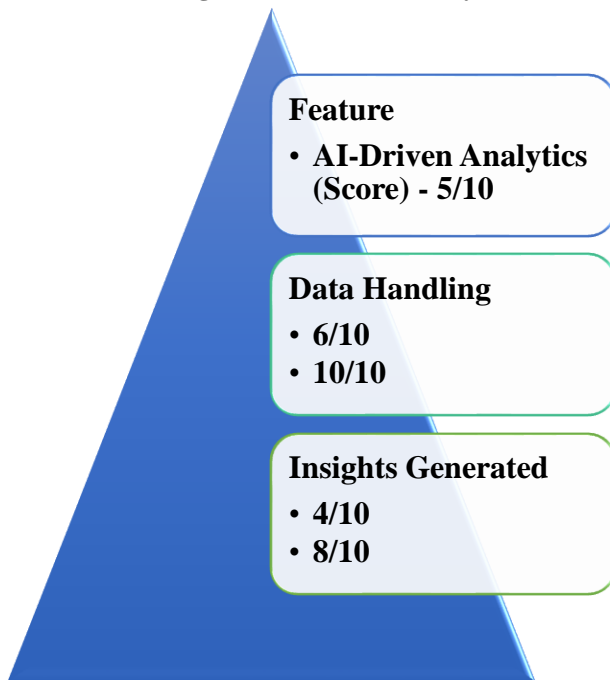 Feature
• AI-Driven Analytics
(Score) - 5/10
Data Handling
• 6/10
• 10/10
Insights Generated
• 4/10
• 8/10